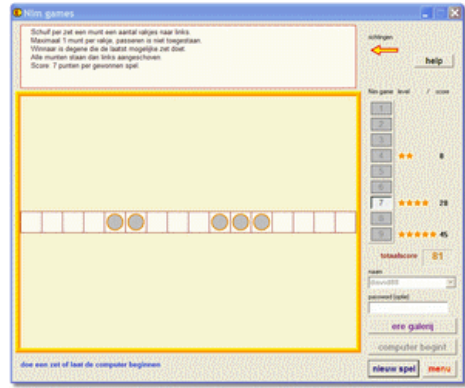 Nim games
Schuif per zet een munt een aantal vakjes naar links.
Maximaal 1 munt per vakje, passeren is niet toegestaan.
Winnaar is degene die de laatst mogelijke zet doet.
Alle munten staan dan links aangeschoven.
Score 7 punten per gewonnen spel.
richtingen
help
Nim game level / score
1
2
3
4 8
5
6
7 28
8
9 45
totaalscore 81
naam
password (optie)
ere galerij
computer begint
nieuw spel menu
doe een zet of laat de computer beginnen